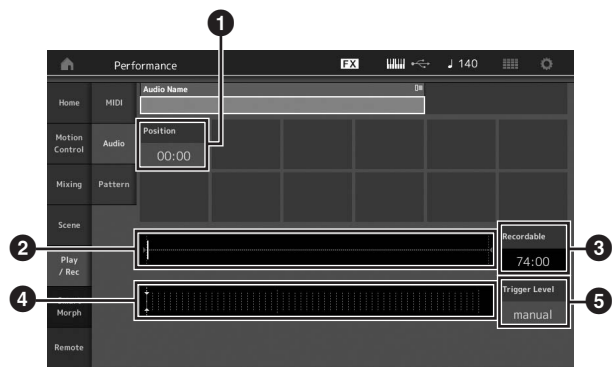 1
Performance
FX
140
Audio Name
Home
MIDI
Position
00:00
Motion
Control
Audio
Mixing
Pattern
Scene
2
Recordable
74:00
3
Play
/ Rec
4
Trigger Level
manual
5
Morph
Remote